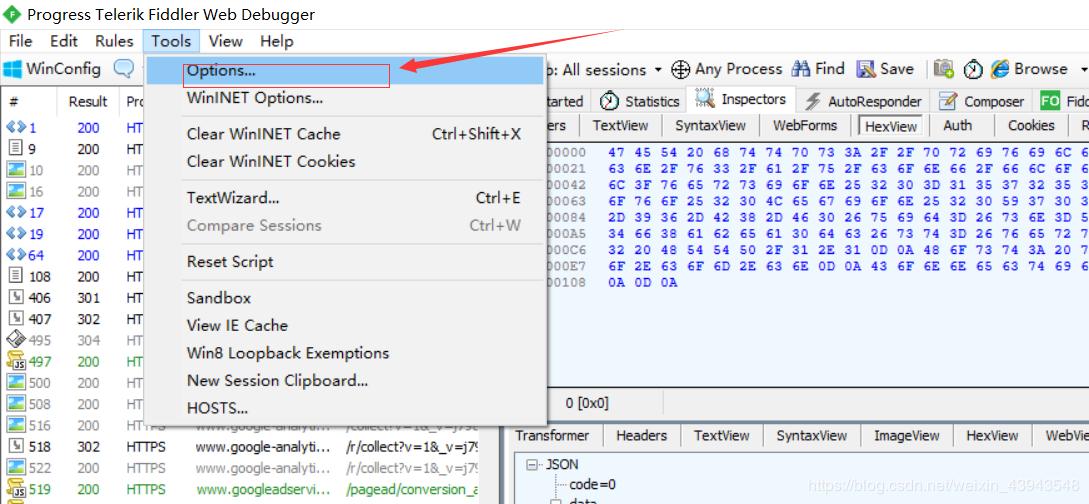 Progress Telerik Fiddler Web Debugger
File Edit Rules Tools View Help
WinConfig
Options...
WinINET Options...
Clear WinINET Cache Ctrl+Shift+X
Clear WinINET Cookies
TextWizard... Ctrl+E
Compare Sessions Ctrl+W
Reset Script
Sandbox
View IE Cache
Win8 Loopback Exemptions
New Session Clipboard...
HOSTS...
All sessions Any Process Find Save Browse
Statistics Inspectors AutoResponder Composer FO
TextView SyntaxView WebForms HexView Auth Cookies
00000 47 45 54 20 68 74 74 70 73 3A 2F 2F 70 72 69 76 69 6C
00021 63 6E 2F 76 33 2F 61 2F 75 2F 63 6F 6E 66 2F 66 6C 6F
00042 6C 3F 76 65 72 73 69 6F 6E 25 32 30 3D 31 35 37 32 35
00063 6F 76 6F 25 32 30 4C 65 67 69 6F 6E 25 32 30 59 37 30
00084 2D 39 36 2D 42 38 2D 46 30 26 75 69 64 3D 26 73 6E 3D
000A5 34 66 38 61 62 65 61 30 64 63 26 73 74 3D 26 76 65 72
000C6 32 20 48 54 54 50 2F 31 2E 31 0D 0A 48 6F 73 74 3A 20
000E7 6F 2E 63 6F 6D 2E 63 6E 0D 0A 43 6F 6E 6E 65 63 74 69
00108 0A 0D 0A
0 [0x0]
Transformer Headers TextView SyntaxView ImageView HexView
JSON
code=0
# Result
1 200 HT
9 200 HT
10 200 HT
16 200 HT
17 200 HT
19 200 HT
64 200 HT
108 200 HT
406 301 HT
407 302 HT
495 304 HT
497 200 HT
500 200 HT
508 200 HT
516 200 HTTPS www.google-analyti... /collect?v=1&_v=j79
518 302 HTTPS www.google-analyti... /r/collect?v=1&_v=j79
522 200 HTTPS www.google-analyti... /r/collect?v=1&_v=j79
519 200 HTTPS www.googleadservi... /pagead/conversion_a
https://blog.csdn.net/weixin_43943548